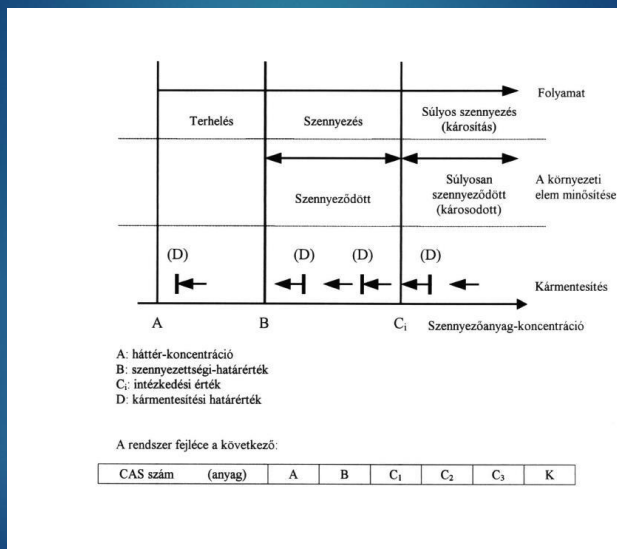 Folyamat
Terhelés
Szennyezés
Súlyos szennyezés
(károsítás)
Szennyeződött
Súlyosan
szennyeződött
(károsodott)
A környezeti
elem minősítése
(D) (D) (D) (D)
Kármentesítés
A B Ci Szennyezőanyag-koncentráció
A: háttér-koncentráció
B: szennyezettségi-határérték
Ci: intézkedési érték
D: kármentesítési határérték
A rendszer fejléce a következő:
CAS szám (anyag) A B C1 C2 C3 K